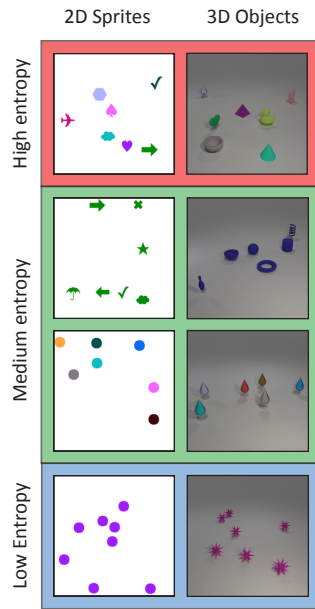 2D Sprites
3D Objects
High entropy
Medium entropy
Low Entropy